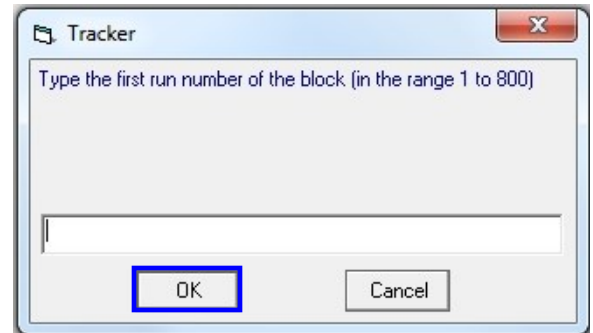 Tracker
Type the first run number of the block (in the range 1 to 800)
OK
Cancel